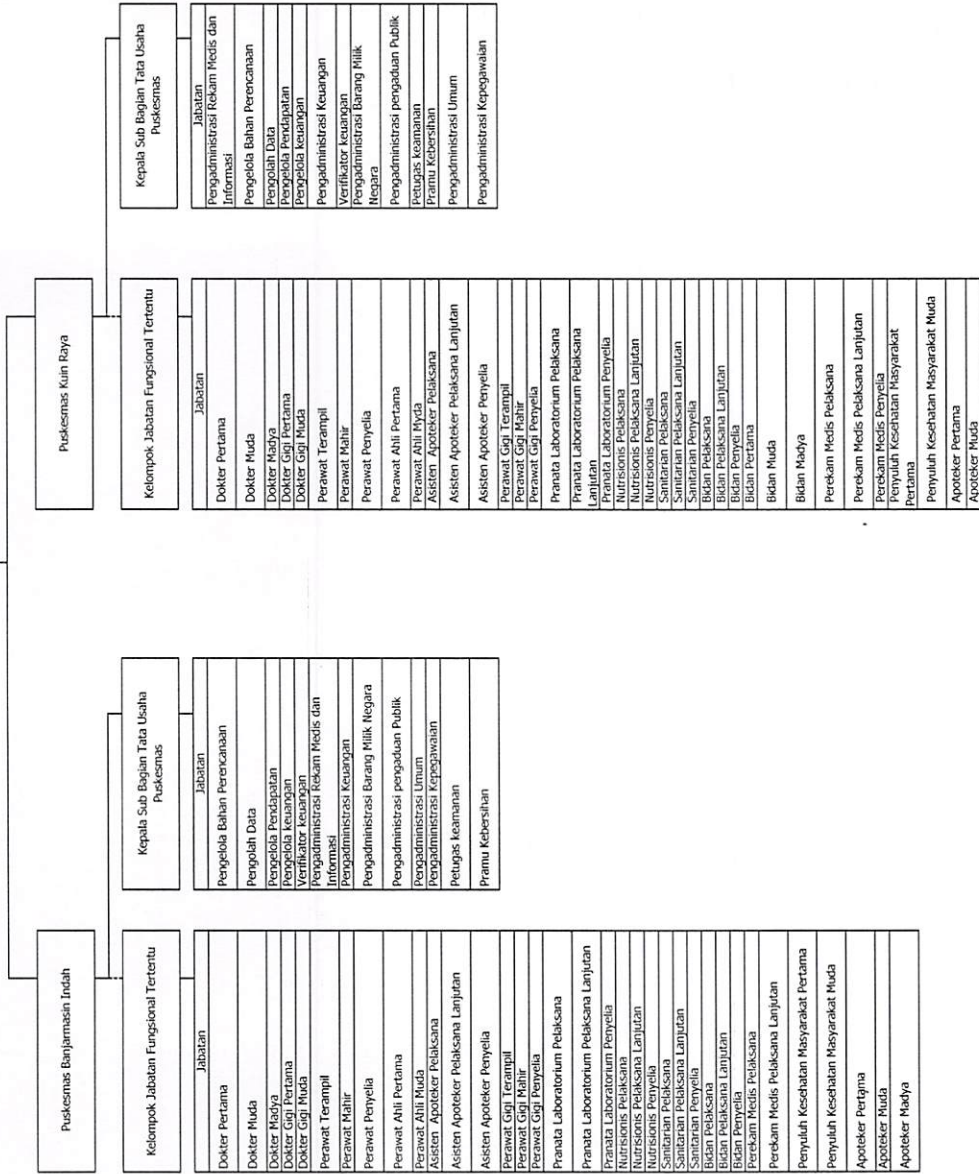 Puskesmas Banjarmasin Indah
Kelompok Jabatan Fungsional Tertentu
Jabatan
Dokter Pertama
Dokter Muda
Dokter Madya
Dokter Gigi Pertama
Dokter Gigi Muda
Perawat Terampil
Perawat Mahir
Perawat Penyelia
Perawat Ahli Pertama
Perawat Ahli Muda
Asisten Apoteker Pelaksana
Asisten Apoteker Pelaksana Lanjutan
Asisten Apoteker Penyelia
Perawat Gigi Terampil
Perawat Gigi Mahir
Perawat Gigi Penyelia
Pranata Laboratorium Pelaksana
Pranata Laboratorium Pelaksana Lanjutan
Pranata Laboratorium Penyelia
Nutrisionis Pelaksana
Nutrisionis Pelaksana Lanjutan
Nutrisionis Penyelia
Sanitarian Pelaksana
Sanitarian Pelaksana Lanjutan
Sanitarian Penyelia
Bidan Pelaksana
Bidan Pelaksana Lanjutan
Bidan Penyelia
Perekam Medis Pelaksana
Perekam Medis Pelaksana Lanjutan
Penyuluh Kesehatan Masyarakat Pertama
Penyuluh Kesehatan Masyarakat Muda
Apoteker Pertama
Apoteker Muda
Apoteker Madya
Kepala Sub Bagian Tata Usaha
Puskesmas
Jabatan
Pengelola Bahan Perencanaan
Pengolah Data
Pengelola Pendapatan
Pengelola keuangan
Verifikator keuangan
Pengadministrasi Rekam Medis dan
Informasi
Pengadministrasi Keuangan
Pengadministrasi Barang Milik Negara
Pengadministrasi pengaduan Publik
Pengadministrasi Umum
Pengadministrasi Kepegawaian
Petugas keamanan
Pramu Kebersihan
Puskesmas Kuin Raya
Kelompok Jabatan Fungsional Tertentu
Jabatan
Dokter Pertama
Dokter Muda
Dokter Madya
Dokter Gigi Pertama
Dokter Gigi Muda
Perawat Terampil
Perawat Mahir
Perawat Penyelia
Perawat Ahli Pertama
Perawat Ahli Myda
Asisten Apoteker Pelaksana
Asisten Apoteker Pelaksana Lanjutan
Asisten Apoteker Penyelia
Perawat Gigi Terampil
Perawat Gigi Mahir
Perawat Gigi Penyelia
Pranata Laboratorium Pelaksana
Pranata Laboratorium Pelaksana
Lanjutan
Pranata Laboratorium Penyelia
Nutrisionis Pelaksana
Nutrisionis Pelaksana Lanjutan
Nutrisionis Penyelia
Sanitarian Pelaksana
Sanitarian Pelaksana Lanjutan
Sanitarian Penyelia
Bidan Pelaksana
Bidan Pelaksana Lanjutan
Bidan Penyelia
Bidan Pertama
Bidan Muda
Bidan Madya
Perekam Medis Pelaksana
Perekam Medis Pelaksana Lanjutan
Perekam Medis Penyelia
Penyuluh Kesehatan Masyarakat
Pertama
Penyuluh Kesehatan Masyarakat Muda
Apoteker Pertama
Apoteker Muda
Kepala Sub Bagian Tata Usaha
Puskesmas
Jabatan
Pengadministrasi Rekam Medis dan
Informasi
Pengelola Bahan Perencanaan
Pengolah Data
Pengelola Pendapatan
Pengelola keuangan
Pengadministrasi Keuangan
Verifikator keuangan
Pengadministrasi Barang Milik
Negara
Pengadministrasi pengaduan Publik
Petugas keamanan
Pramu Kebersihan
Pengadministrasi Umum
Pengadministrasi Kepegawaian